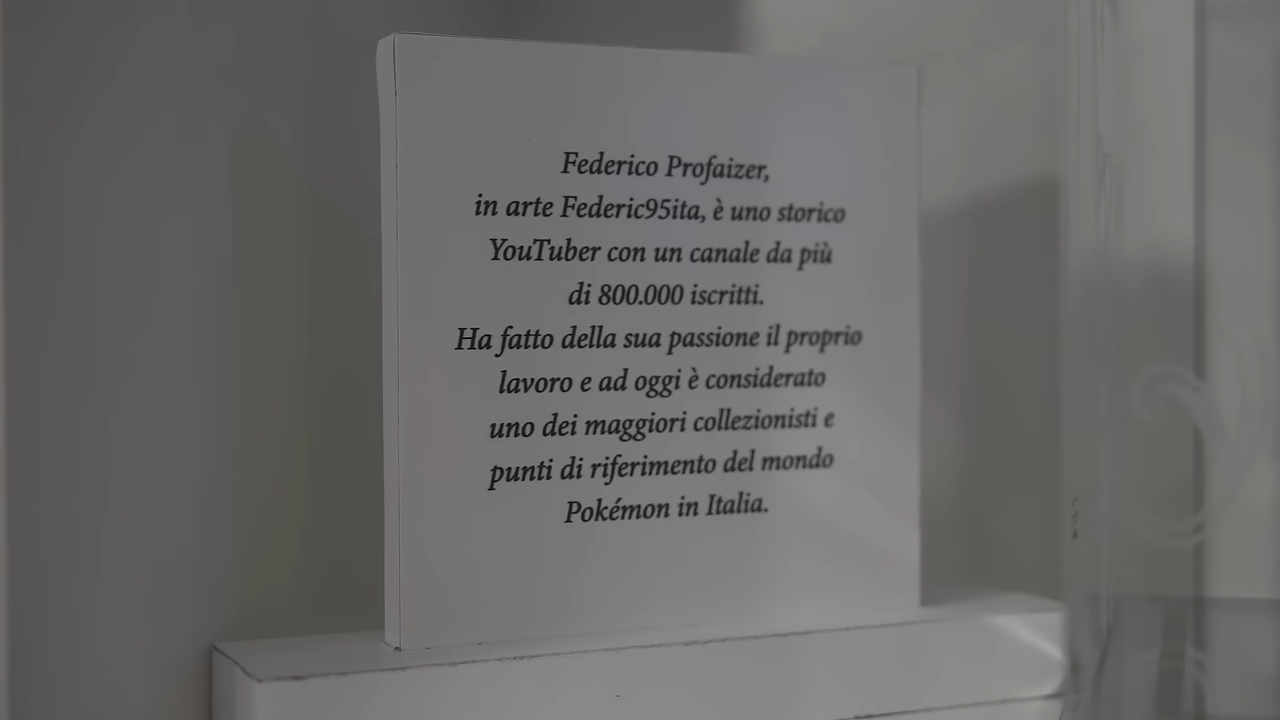 Federico Profaizer,
in arte Federic95ita, è uno storico
YouTuber con un canale da più
di 800.000 iscritti.
Ha fatto della sua passione il proprio
lavoro e ad oggi è considerato
uno dei maggiori collezionisti e
punti di riferimento del mondo
Pokémon in Italia.